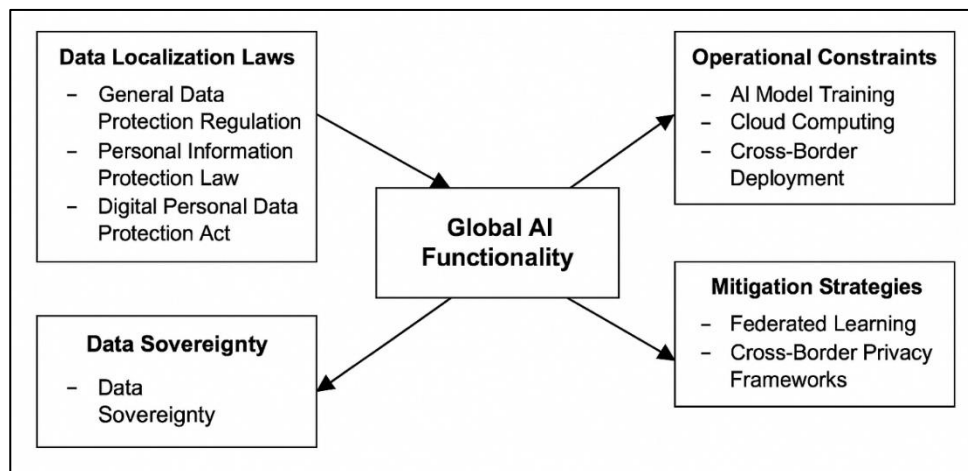 Data Localization Laws
– General Data
Protection Regulation
– Personal Information
Protection Law
– Digital Personal Data
Protection Act
Operational Constraints
– AI Model Training
– Cloud Computing
– Cross-Border
Deployment
Global AI
Functionality
Data Sovereignty
– Data
Sovereignty
Mitigation Strategies
– Federated Learning
– Cross-Border Privacy
Frameworks